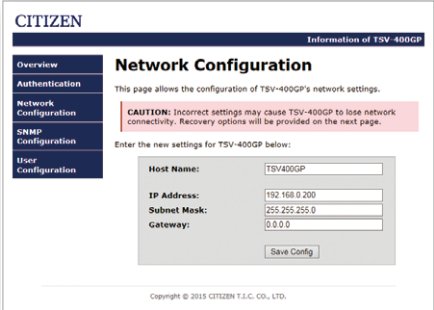 CITIZEN
Information of TSV-400GP
Overview
Authentication
Network
Configuration
SNMP
Configuration
User
Configuration
Network Configuration
This page allows the configuration of TSV-400GP's network settings.
CAUTION: Incorrect settings may cause TSV-400GP to lose network
connectivity. Recovery options will be provided on the next page.
Enter the new settings for TSV-400GP below:
Host Name: TSV400GP
IP Address: 192.168.0.200
Subnet Mask: 255.255.255.0
Gateway: 0.0.0.0
Save Config
Copyright © 2015 CITIZEN T.I.C. CO., LTD.